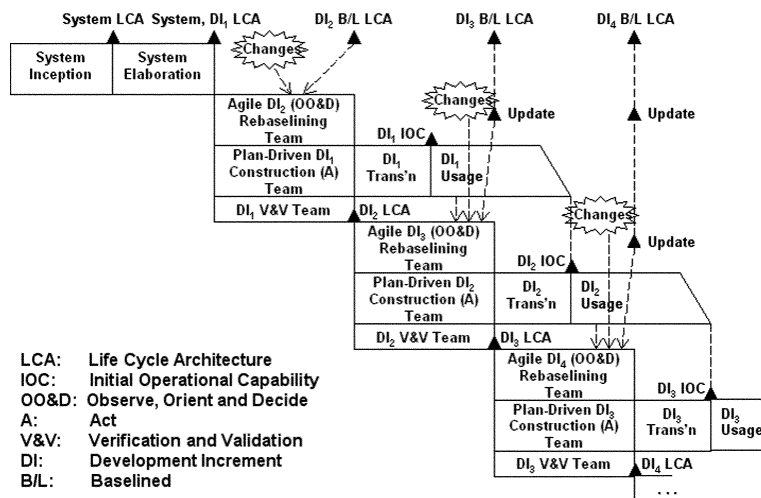 System LCA
System, DI₁ LCA
DI₂ B/L LCA
DI₃ B/L LCA
DI₄ B/L LCA
System
Inception
System
Elaboration
Changes
Agile DI₂ (OO&D)
Rebaselining
Team
Changes
Update
Update
DI₁ IOC
Plan-Driven DI₁
Construction (A)
Team
DI₁
Trans'n
DI₁
Usage
DI₁ V&V Team
DI₂ LCA
Changes
Agile DI₃ (OO&D)
Rebaselining
Team
Update
DI₂ IOC
Plan-Driven DI₂
Construction (A)
Team
DI₂
Trans'n
DI₂
Usage
DI₂ V&V Team
DI₃ LCA
Agile DI₄ (OO&D)
Rebaselining
Team
DI₃ IOC
Plan-Driven DI₃
Construction (A)
Team
DI₃
Trans'n
DI₃
Usage
DI₃ V&V Team
DI₄ LCA
...
LCA: Life Cycle Architecture
IOC: Initial Operational Capability
OO&D: Observe, Orient and Decide
A: Act
V&V: Verification and Validation
DI: Development Increment
B/L: Baselined